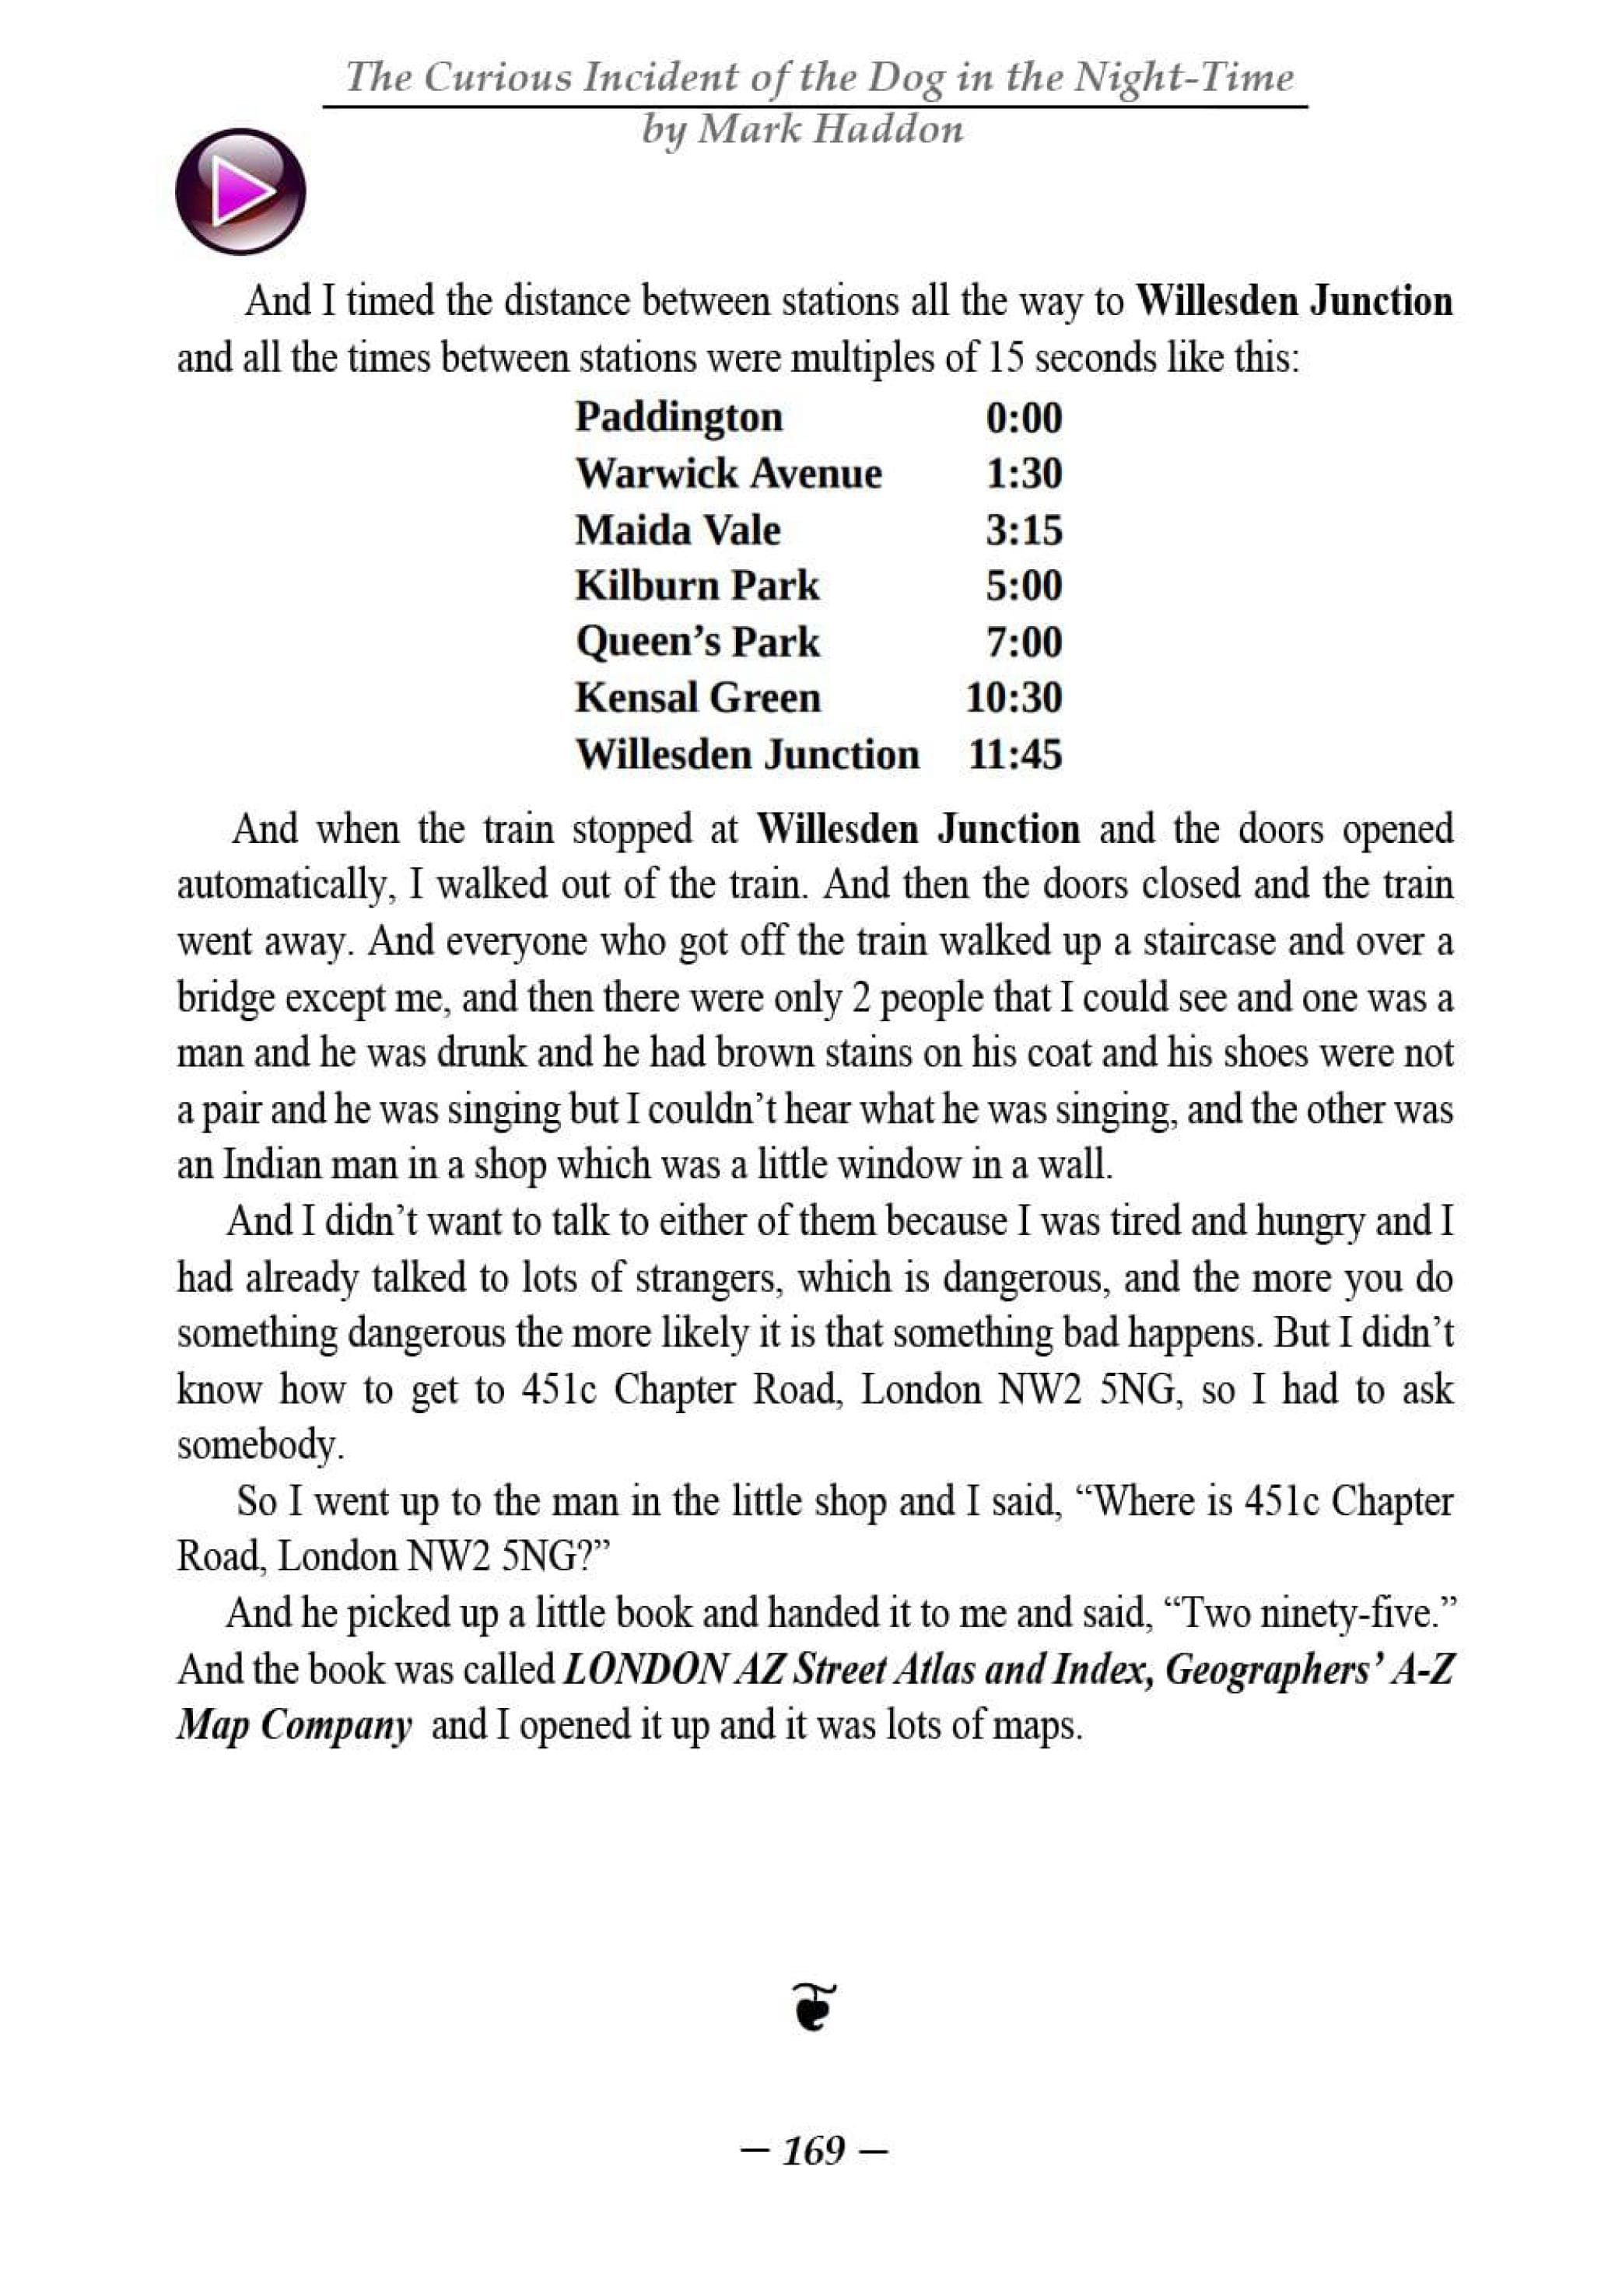 The Curious Incident of the Dog in the Night-Time
by Mark Haddon
And I timed the distance between stations all the way to Willesden Junction
and all the times between stations were multiples of 15 seconds like this:
Paddington 0:00
Warwick Avenue 1:30
Maida Vale 3:15
Kilburn Park 5:00
Queen’s Park 7:00
Kensal Green 10:30
Willesden Junction 11:45
And when the train stopped at Willesden Junction and the doors opened
automatically, I walked out of the train. And then the doors closed and the train
went away. And everyone who got off the train walked up a staircase and over a
bridge except me, and then there were only 2 people that I could see and one was a
man and he was drunk and he had brown stains on his coat and his shoes were not
a pair and he was singing but I couldn’t hear what he was singing, and the other was
an Indian man in a shop which was a little window in a wall.
And I didn’t want to talk to either of them because I was tired and hungry and I
had already talked to lots of strangers, which is dangerous, and the more you do
something dangerous the more likely it is that something bad happens. But I didn’t
know how to get to 451c Chapter Road, London NW2 5NG, so I had to ask
somebody.
So I went up to the man in the little shop and I said, “Where is 451c Chapter
Road, London NW2 5NG?”
And he picked up a little book and handed it to me and said, “Two ninety-five.”
And the book was called LONDON AZ Street Atlas and Index, Geographers’ A-Z
Map Company and I opened it up and it was lots of maps.
— 169 —